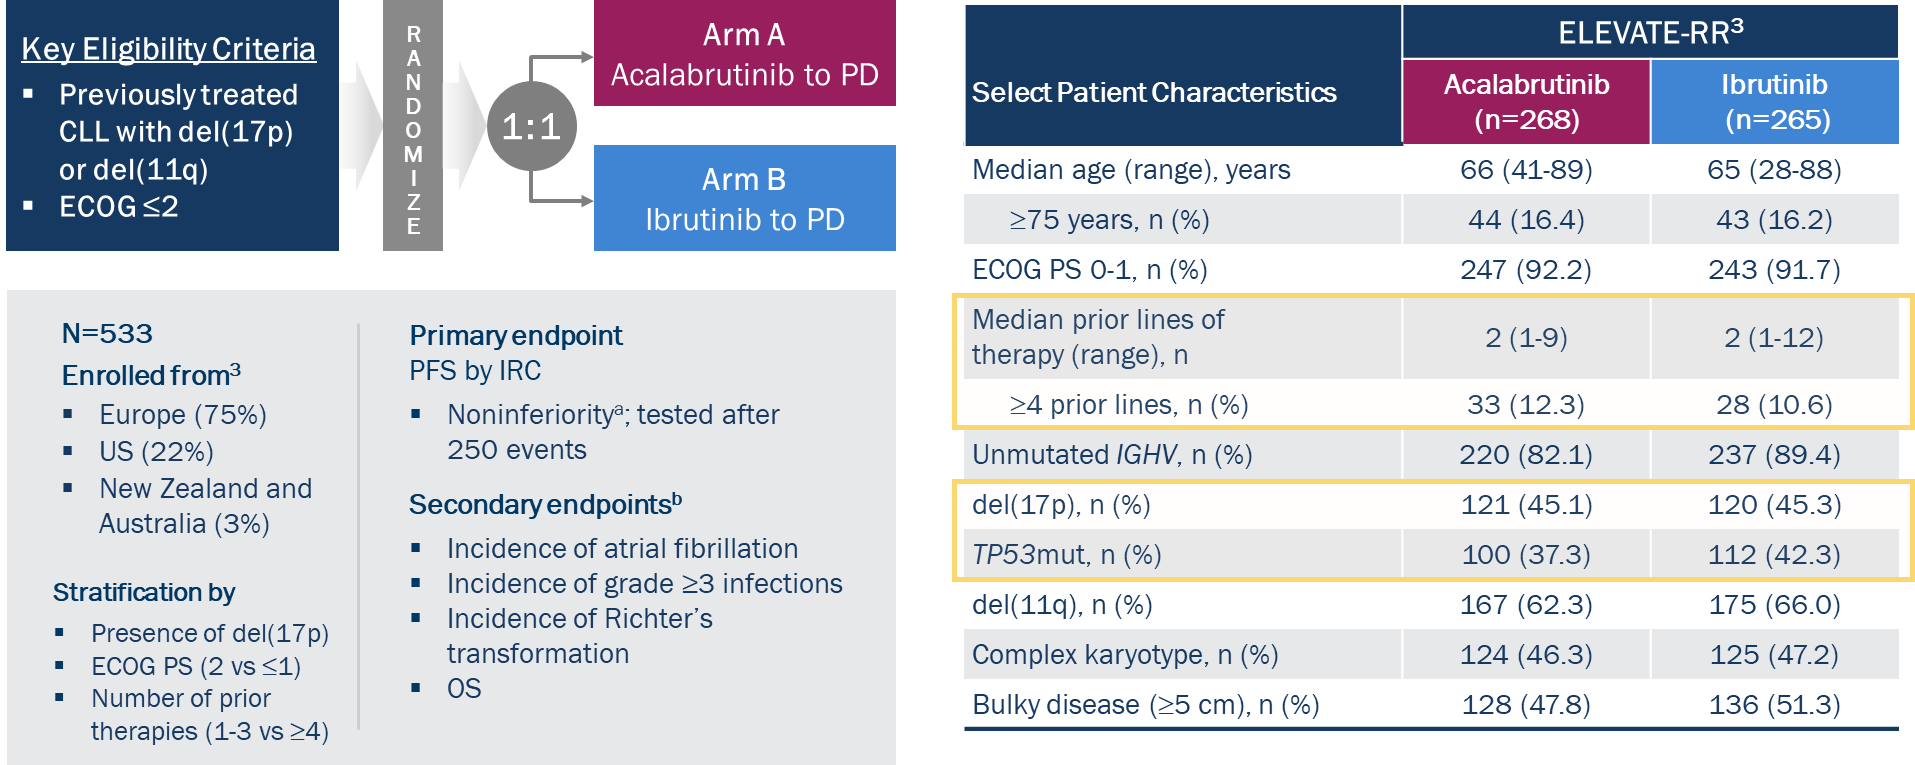 Key Eligibility Criteria
▪ Previously treated
CLL with del(17p)
or del(11q)
▪ ECOG ≤2
RANDOMIZE
1:1
Arm A
Acalabrutinib to PD
Arm B
Ibrutinib to PD
N=533
Enrolled from3
▪ Europe (75%)
▪ US (22%)
▪ New Zealand and
Australia (3%)
Stratification by
▪ Presence of del(17p)
▪ ECOG PS (2 vs ≤1)
▪ Number of prior
therapies (1-3 vs ≥4)
Primary endpoint
PFS by IRC
▪ Noninferioritya; tested after
250 events
Secondary endpointsb
▪ Incidence of atrial fibrillation
▪ Incidence of grade ≥3 infections
▪ Incidence of Richter’s
transformation
▪ OS
Select Patient Characteristics
ELEVATE-RR3
Acalabrutinib
(n=268)
Ibrutinib
(n=265)
Median age (range), years 66 (41-89) 65 (28-88)
≥75 years, n (%) 44 (16.4) 43 (16.2)
ECOG PS 0-1, n (%) 247 (92.2) 243 (91.7)
Median prior lines of
therapy (range), n 2 (1-9) 2 (1-12)
≥4 prior lines, n (%) 33 (12.3) 28 (10.6)
Unmutated IGHV, n (%) 220 (82.1) 237 (89.4)
del(17p), n (%) 121 (45.1) 120 (45.3)
TP53mut, n (%) 100 (37.3) 112 (42.3)
del(11q), n (%) 167 (62.3) 175 (66.0)
Complex karyotype, n (%) 124 (46.3) 125 (47.2)
Bulky disease (≥5 cm), n (%) 128 (47.8) 136 (51.3)